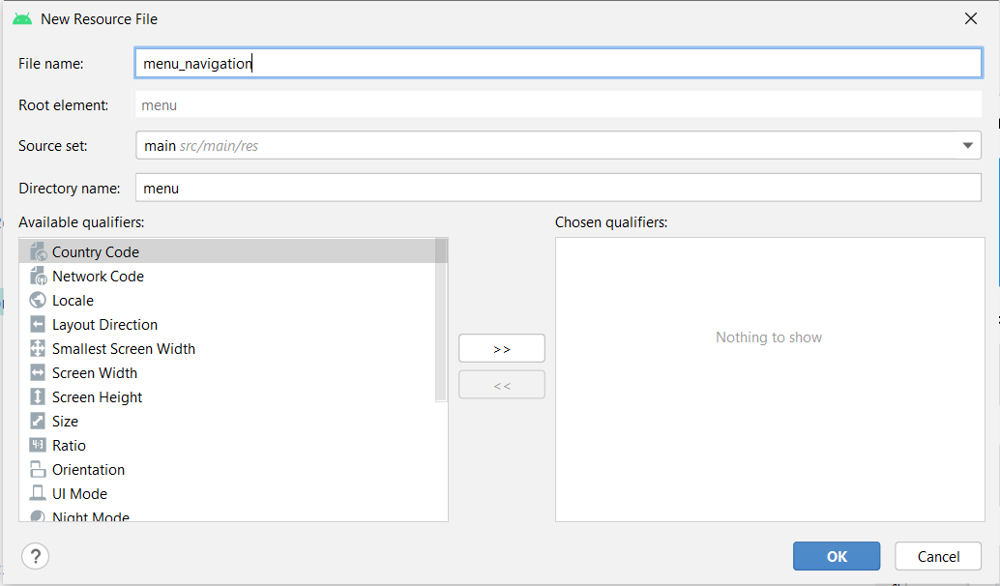 New Resource File
File name: menu_navigation
Root element: menu
Source set: main src/main/res
Directory name: menu
Available qualifiers: Chosen qualifiers:
Country Code
Network Code
Locale
Layout Direction
Smallest Screen Width
Screen Width
Screen Height
Size
Ratio
Orientation
UI Mode
Night Mode
>>
<<
Nothing to show
?
OK Cancel